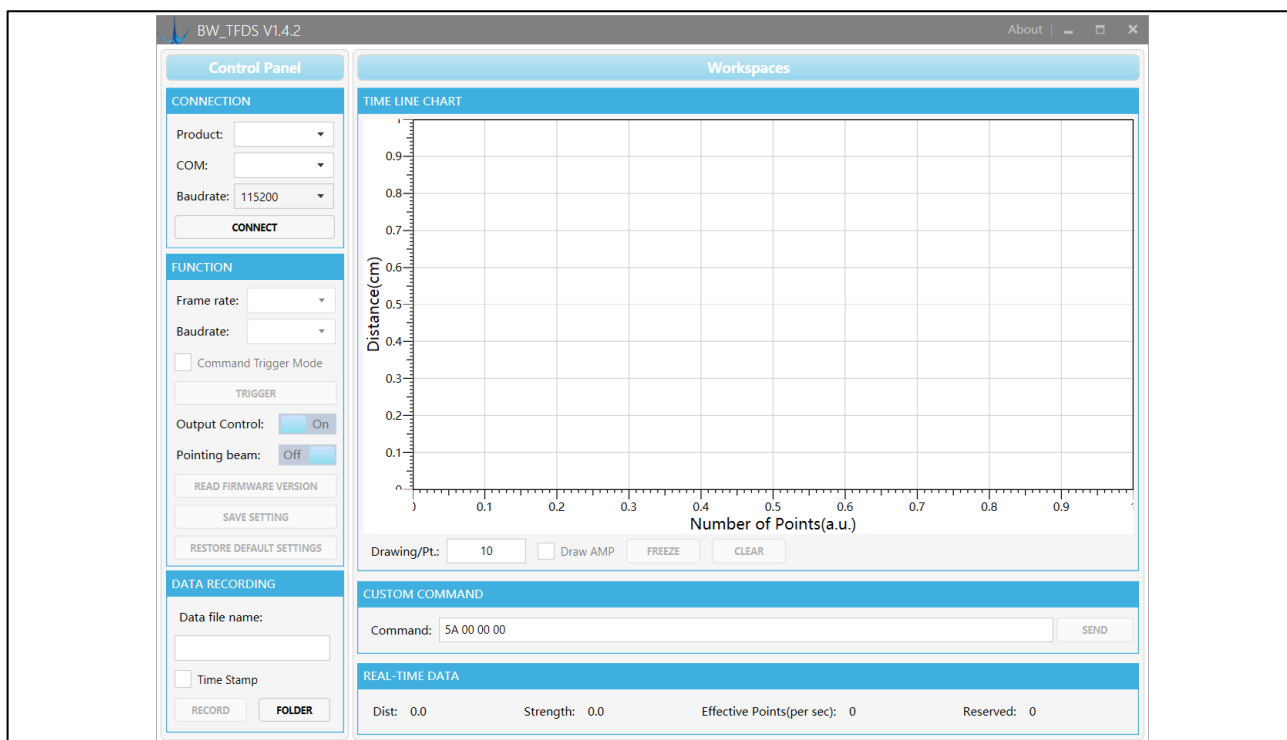 BW_TFDS V1.4.2 About
Control Panel
CONNECTION
Product:
COM:
Baudrate: 115200
CONNECT
FUNCTION
Frame rate:
Baudrate:
Command Trigger Mode
TRIGGER
Output Control: On
Pointing beam: Off
READ FIRMWARE VERSION
SAVE SETTING
RESTORE DEFAULT SETTINGS
DATA RECORDING
Data file name:
Time Stamp
RECORD FOLDER
Workspaces
TIME LINE CHART
Distance(cm)
0.9
0.8
0.7
0.6
0.5
0.4
0.3
0.2
0.1
0.1 0.2 0.3 0.4 0.5 0.6 0.7 0.8 0.9
Number of Points(a.u.)
Drawing/Pt.: 10 Draw AMP FREEZE CLEAR
CUSTOM COMMAND
Command: 5A 00 00 00 SEND
REAL-TIME DATA
Dist: 0.0 Strength: 0.0 Effective Points(per sec): 0 Reserved: 0